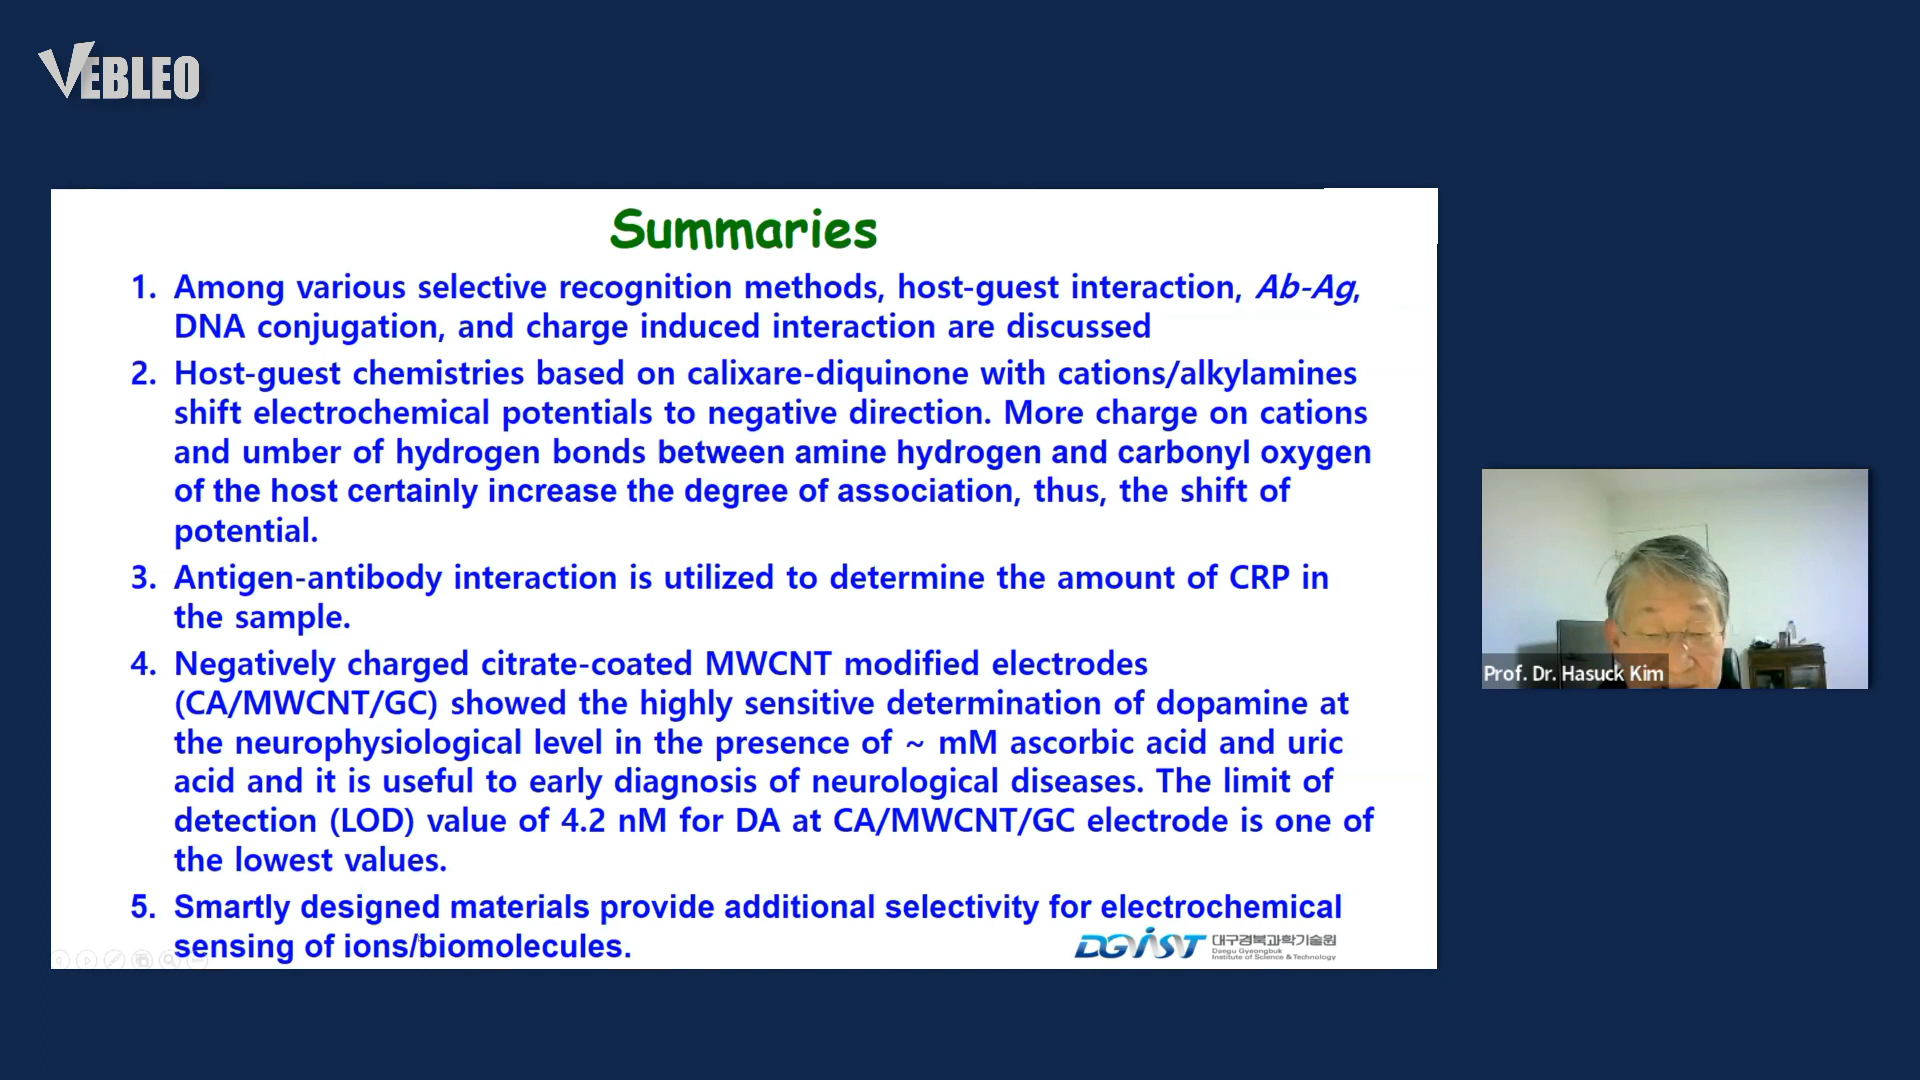 VEBLEO
Summaries
1. Among various selective recognition methods, host-guest interaction, Ab-Ag,
DNA conjugation, and charge induced interaction are discussed
2. Host-guest chemistries based on calixare-diquinone with cations/alkylamines
shift electrochemical potentials to negative direction. More charge on cations
and umber of hydrogen bonds between amine hydrogen and carbonyl oxygen
of the host certainly increase the degree of association, thus, the shift of
potential.
3. Antigen-antibody interaction is utilized to determine the amount of CRP in
the sample.
4. Negatively charged citrate-coated MWCNT modified electrodes
(CA/MWCNT/GC) showed the highly sensitive determination of dopamine at
the neurophysiological level in the presence of ~ mM ascorbic acid and uric
acid and it is useful to early diagnosis of neurological diseases. The limit of
detection (LOD) value of 4.2 nM for DA at CA/MWCNT/GC electrode is one of
the lowest values.
5. Smartly designed materials provide additional selectivity for electrochemical
sensing of ions/biomolecules.
DGIST 대구경북과학기술원
Daegu Gyeongbuk
Institute of Science & Technology
Prof. Dr. Hasuck Kim